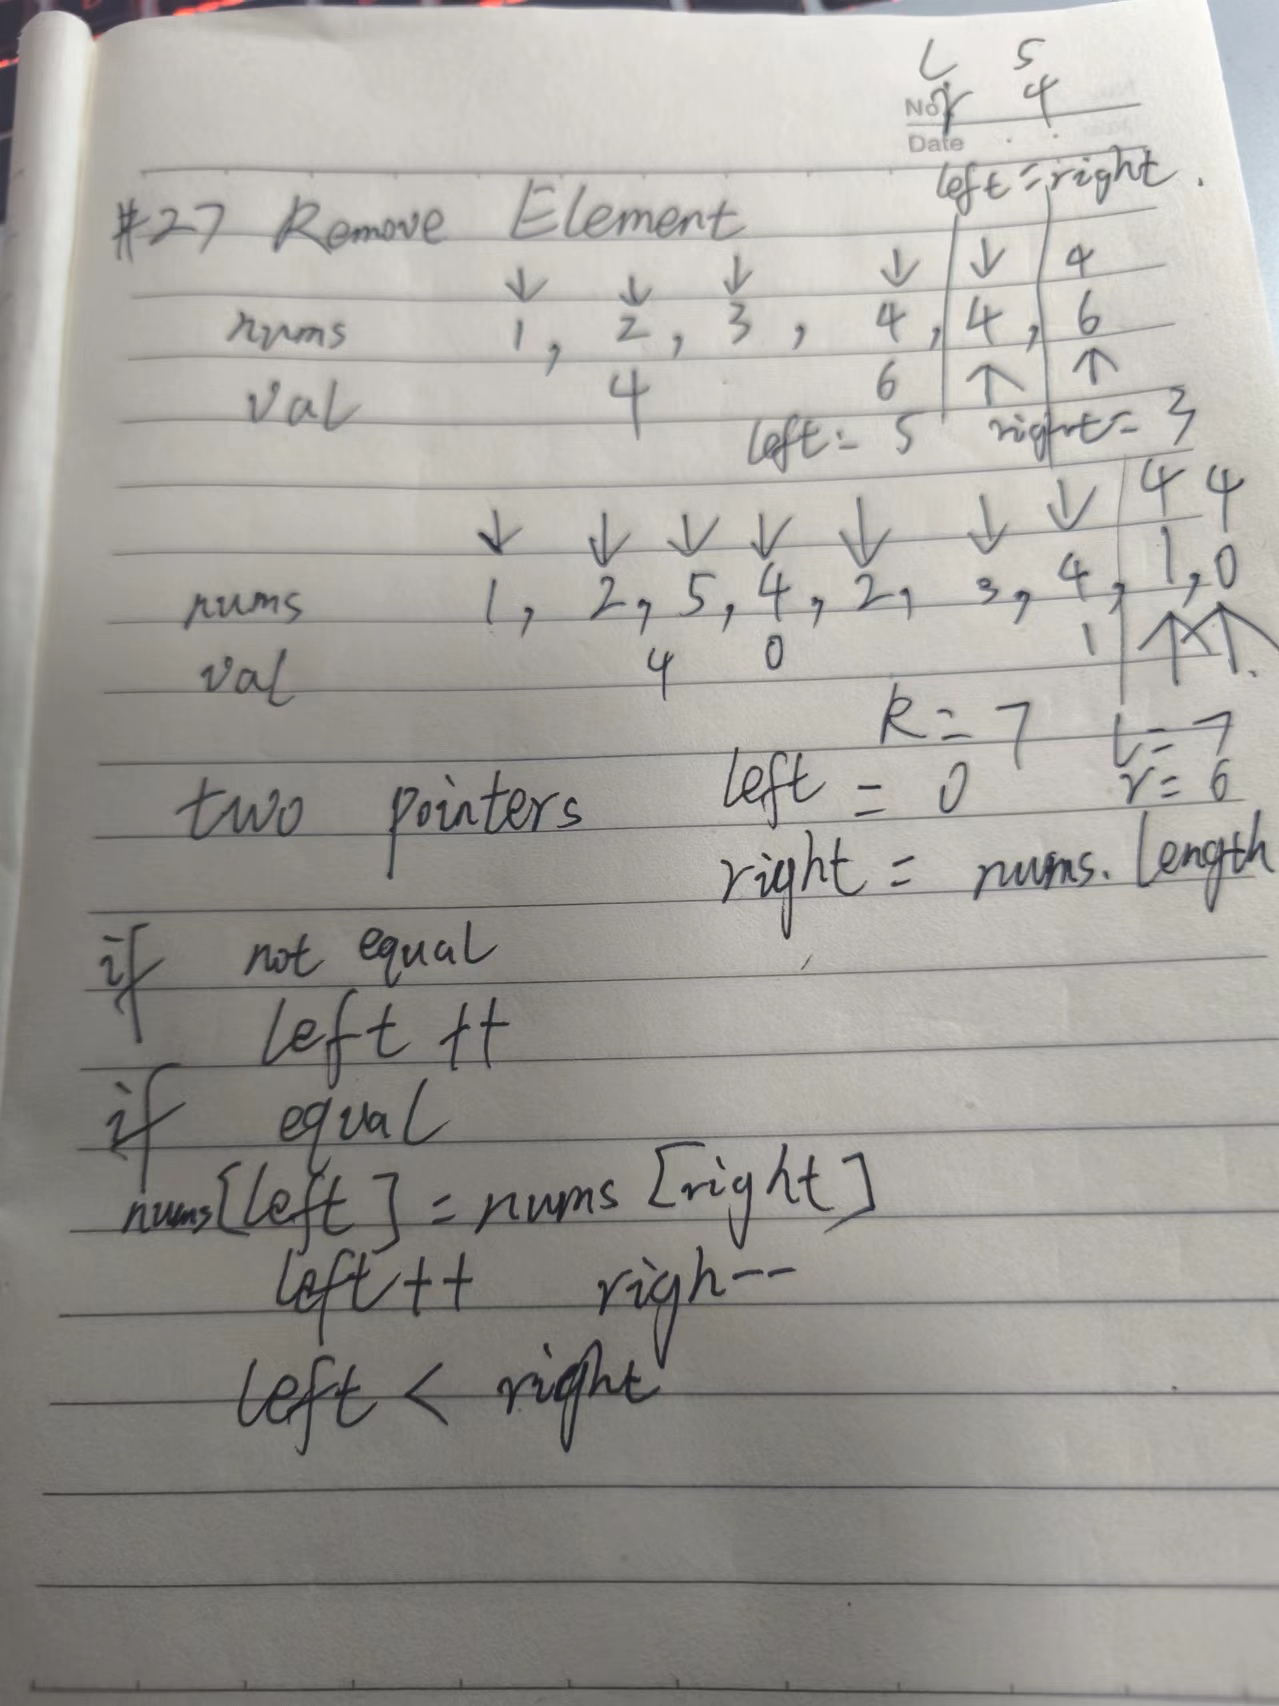 L 5
No. r 4
Date
left = right.
#27 Remove Element
↓ ↓ ↓ ↓ ↓ 4
nums 1, 2, 3, 4, 4, 6
val 4 6 ↑ ↑
left = 5 right = 3
↓ ↓ ↓ ↓ ↓ ↓ ↓ 4 4
nums 1, 2, 5, 4, 2, 3, 4, 1, 0
val 4 0 1 ↑ ↑
R = 7 L = 7
two pointers left = 0 r = 6
right = nums.length
if not equal
left ++
if equal
nums[left] = nums [right]
left ++ righ--
left < right